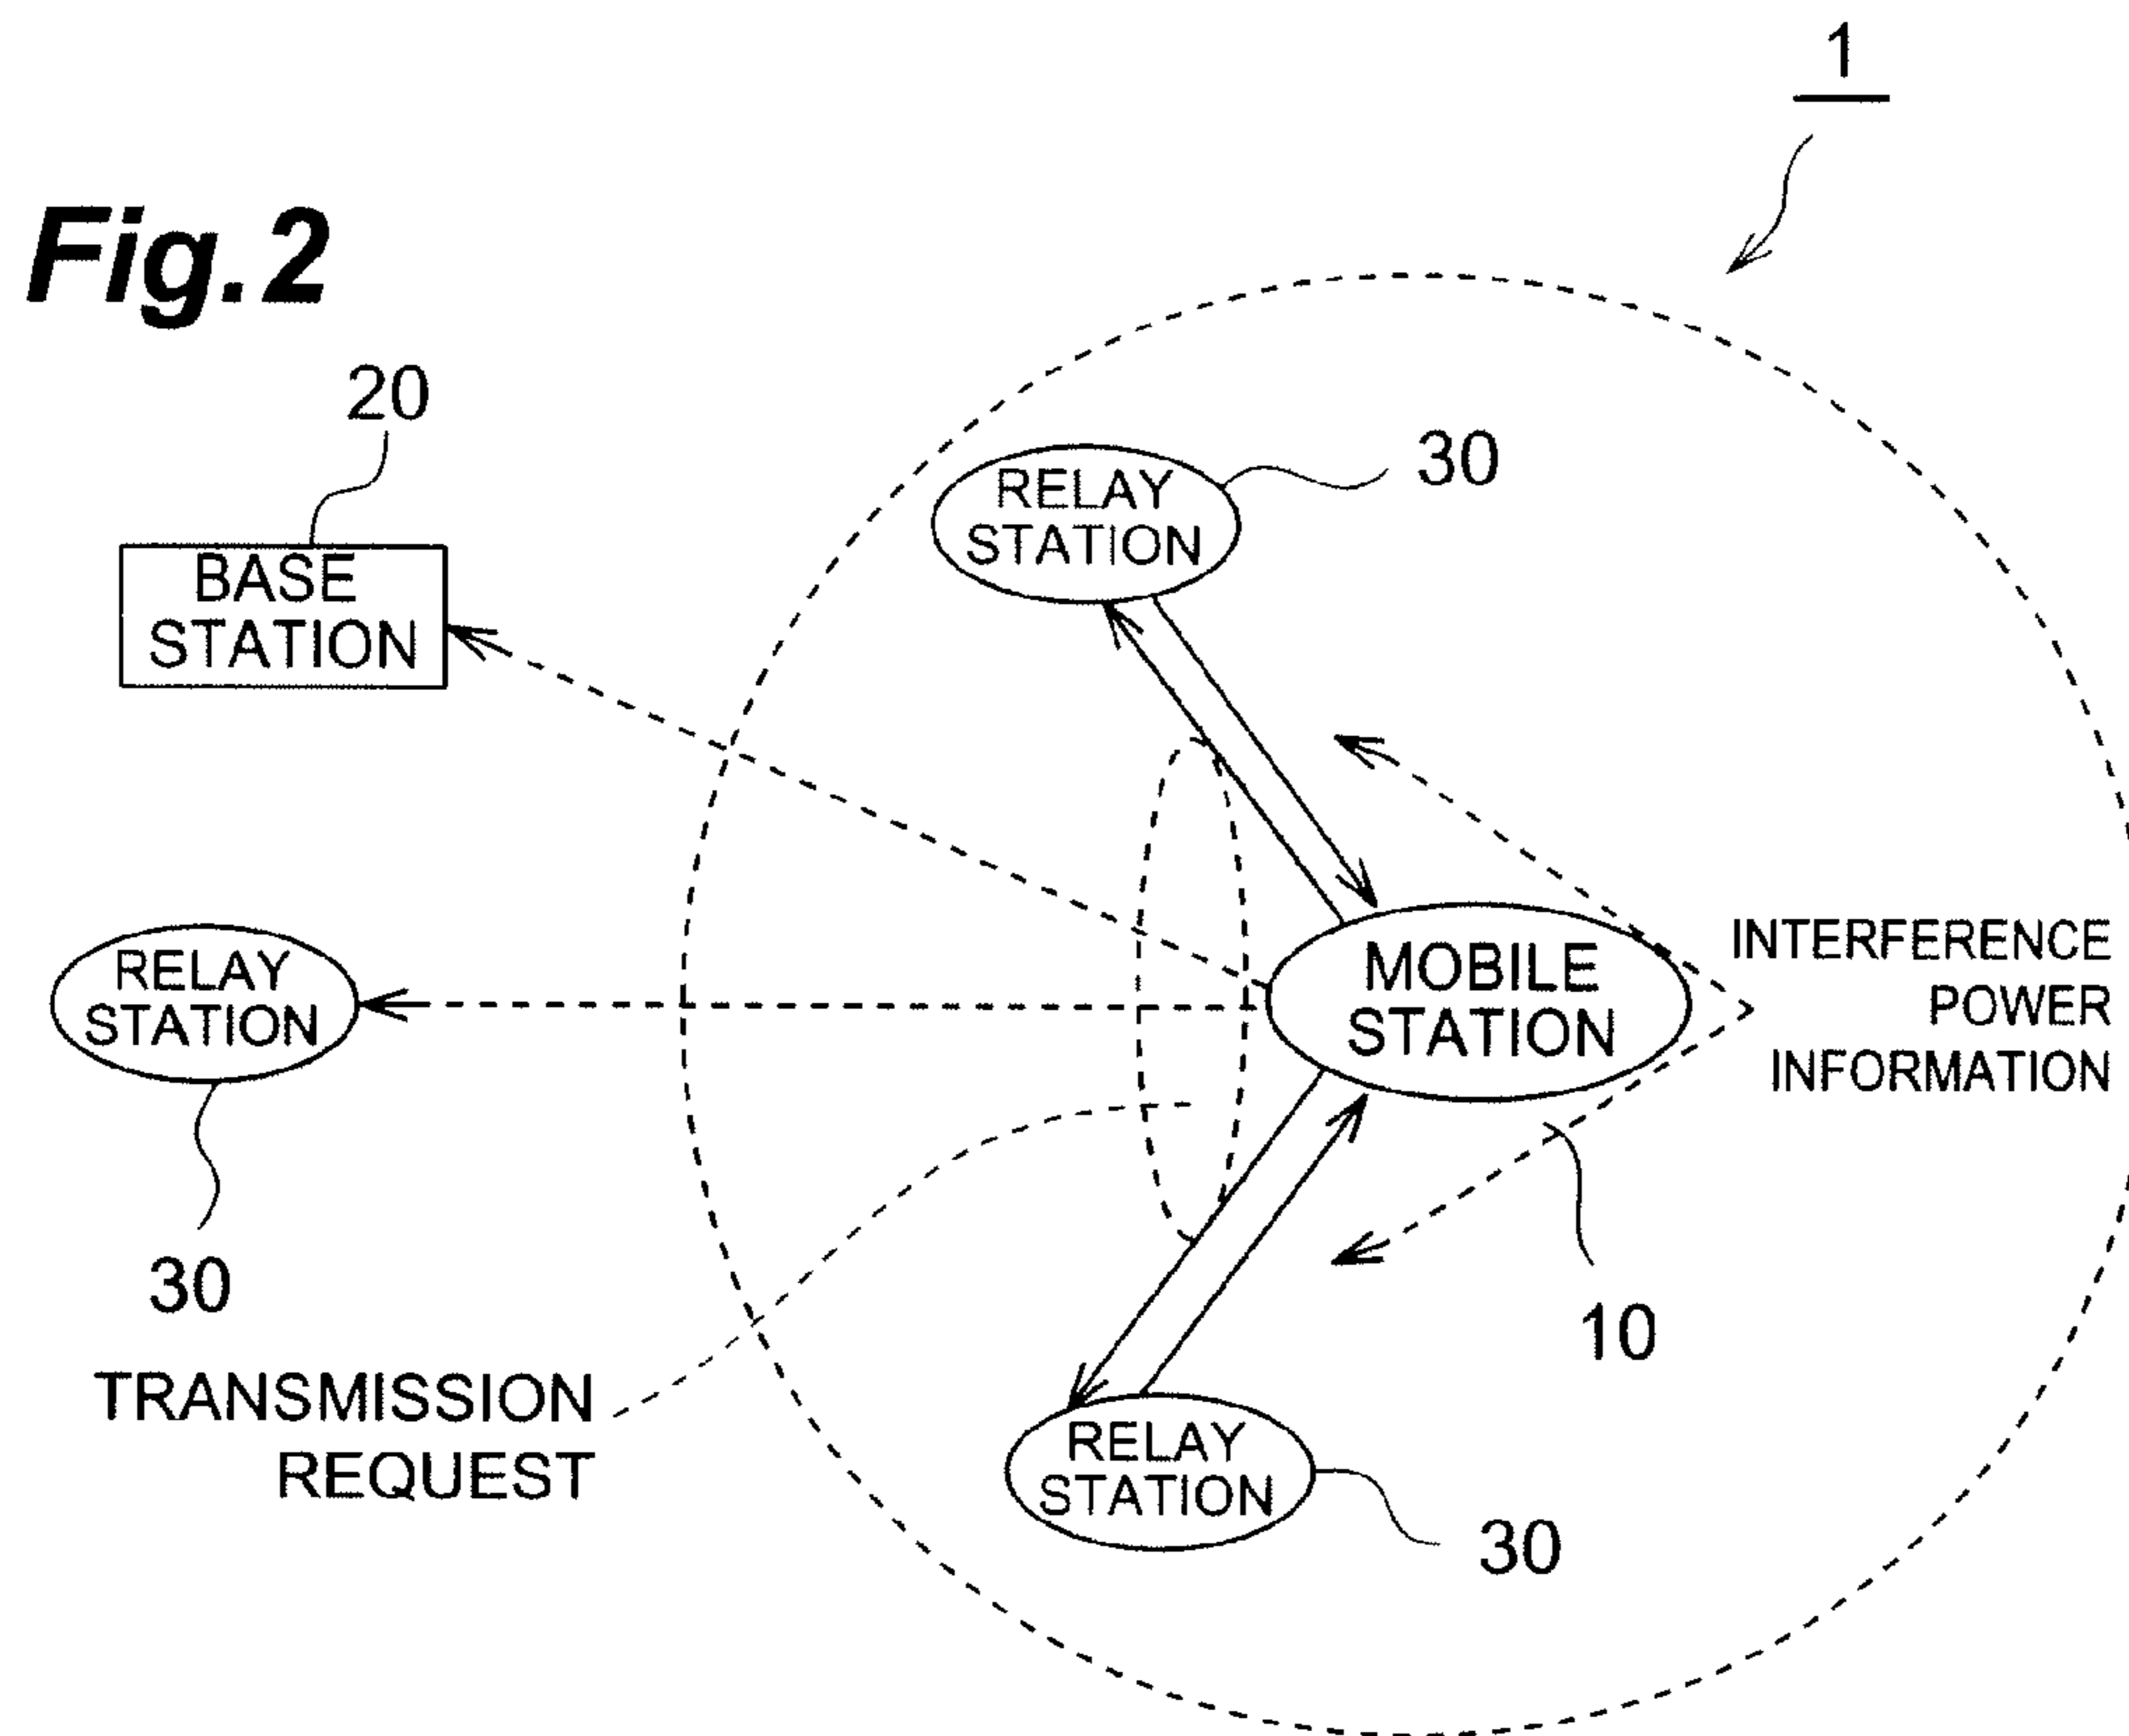 1
Fig.2
20
BASE
STATION
RELAY
STATION
30
MOBILE
STATION
INTERFERENCE
POWER
INFORMATION
RELAY
STATION
30
10
TRANSMISSION
REQUEST
RELAY
STATION
30